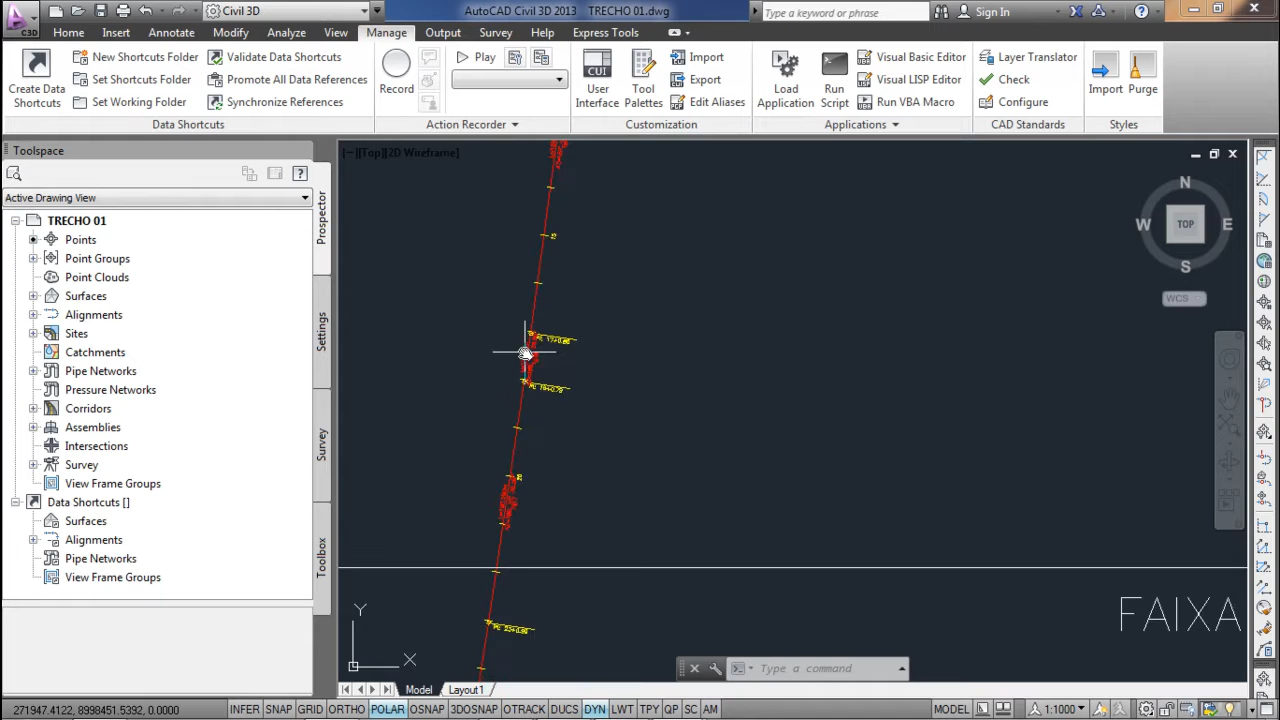 Civil 3D
AutoCAD Civil 3D 2013 TRECHO 01.dwg
Type a keyword or phrase
Sign In
C3D
Home Insert Annotate Modify Analyze View Manage Output Survey Help Express Tools
Create Data Shortcuts
New Shortcuts Folder
Set Shortcuts Folder
Set Working Folder
Validate Data Shortcuts
Promote All Data References
Synchronize References
Data Shortcuts
Record
Play
Action Recorder
User Interface
CUI
Tool Palettes
Import
Export
Edit Aliases
Customization
Load Application
Run Script
Visual Basic Editor
Visual LISP Editor
Run VBA Macro
Applications
Layer Translator
Check
Configure
CAD Standards
Import
Purge
Styles
Toolspace
Active Drawing View
TRECHO 01
Points
Point Groups
Point Clouds
Surfaces
Alignments
Sites
Catchments
Pipe Networks
Pressure Networks
Corridors
Assemblies
Intersections
Survey
View Frame Groups
Data Shortcuts []
Surfaces
Alignments
Pipe Networks
View Frame Groups
Prospector
Settings
Survey
Toolbox
[−][Top][2D Wireframe]
N
W TOP E
S
WCS
FAIXA
Y
X
Type a command
Model Layout1
271947.4122, 8998451.5392, 0.0000
INFER SNAP GRID ORTHO POLAR OSNAP 3DOSNAP OTRACK DUCS DYN LWT TPY QP SC AM
MODEL
1:1000